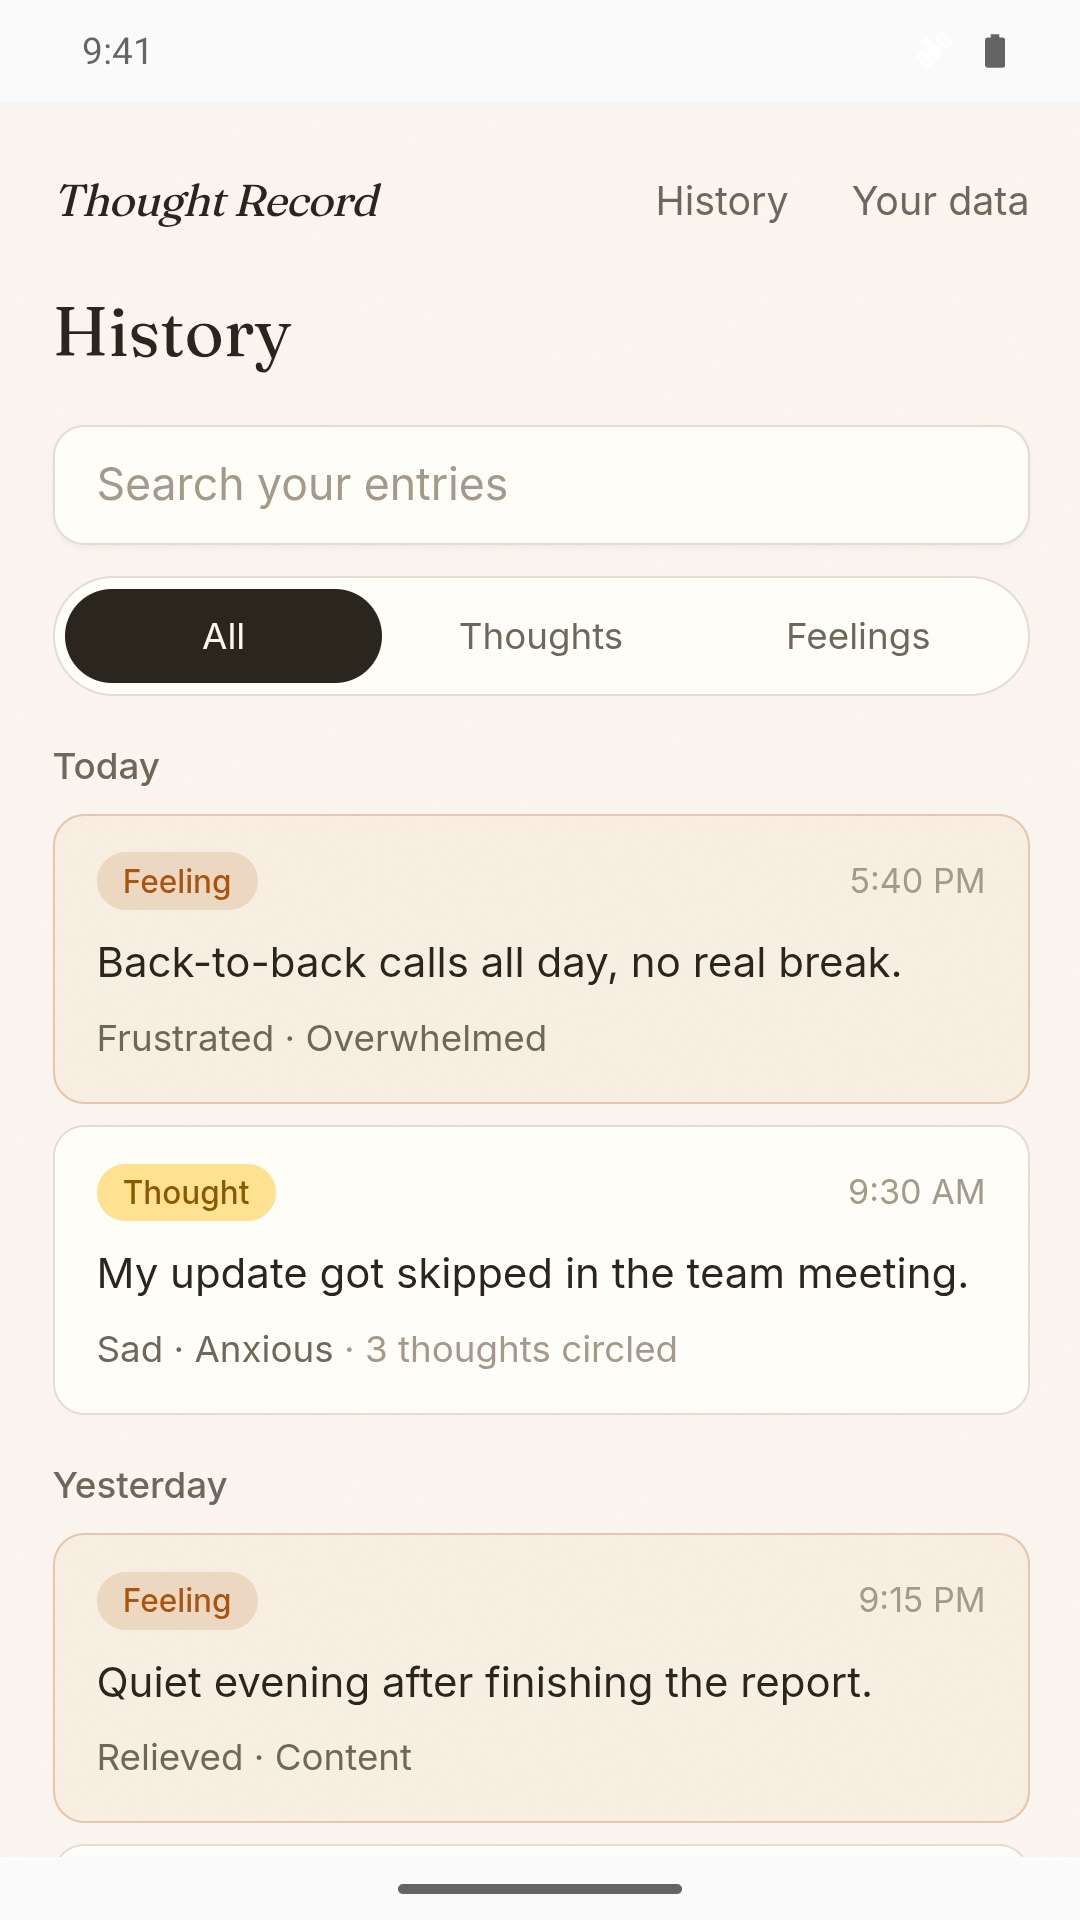 9:41
Thought Record
History
Your data
History
Search your entries
All
Thoughts
Feelings
Today
Feeling
5:40 PM
Back-to-back calls all day, no real break.
Frustrated · Overwhelmed
Thought
9:30 AM
My update got skipped in the team meeting.
Sad · Anxious · 3 thoughts circled
Yesterday
Feeling
9:15 PM
Quiet evening after finishing the report.
Relieved · Content